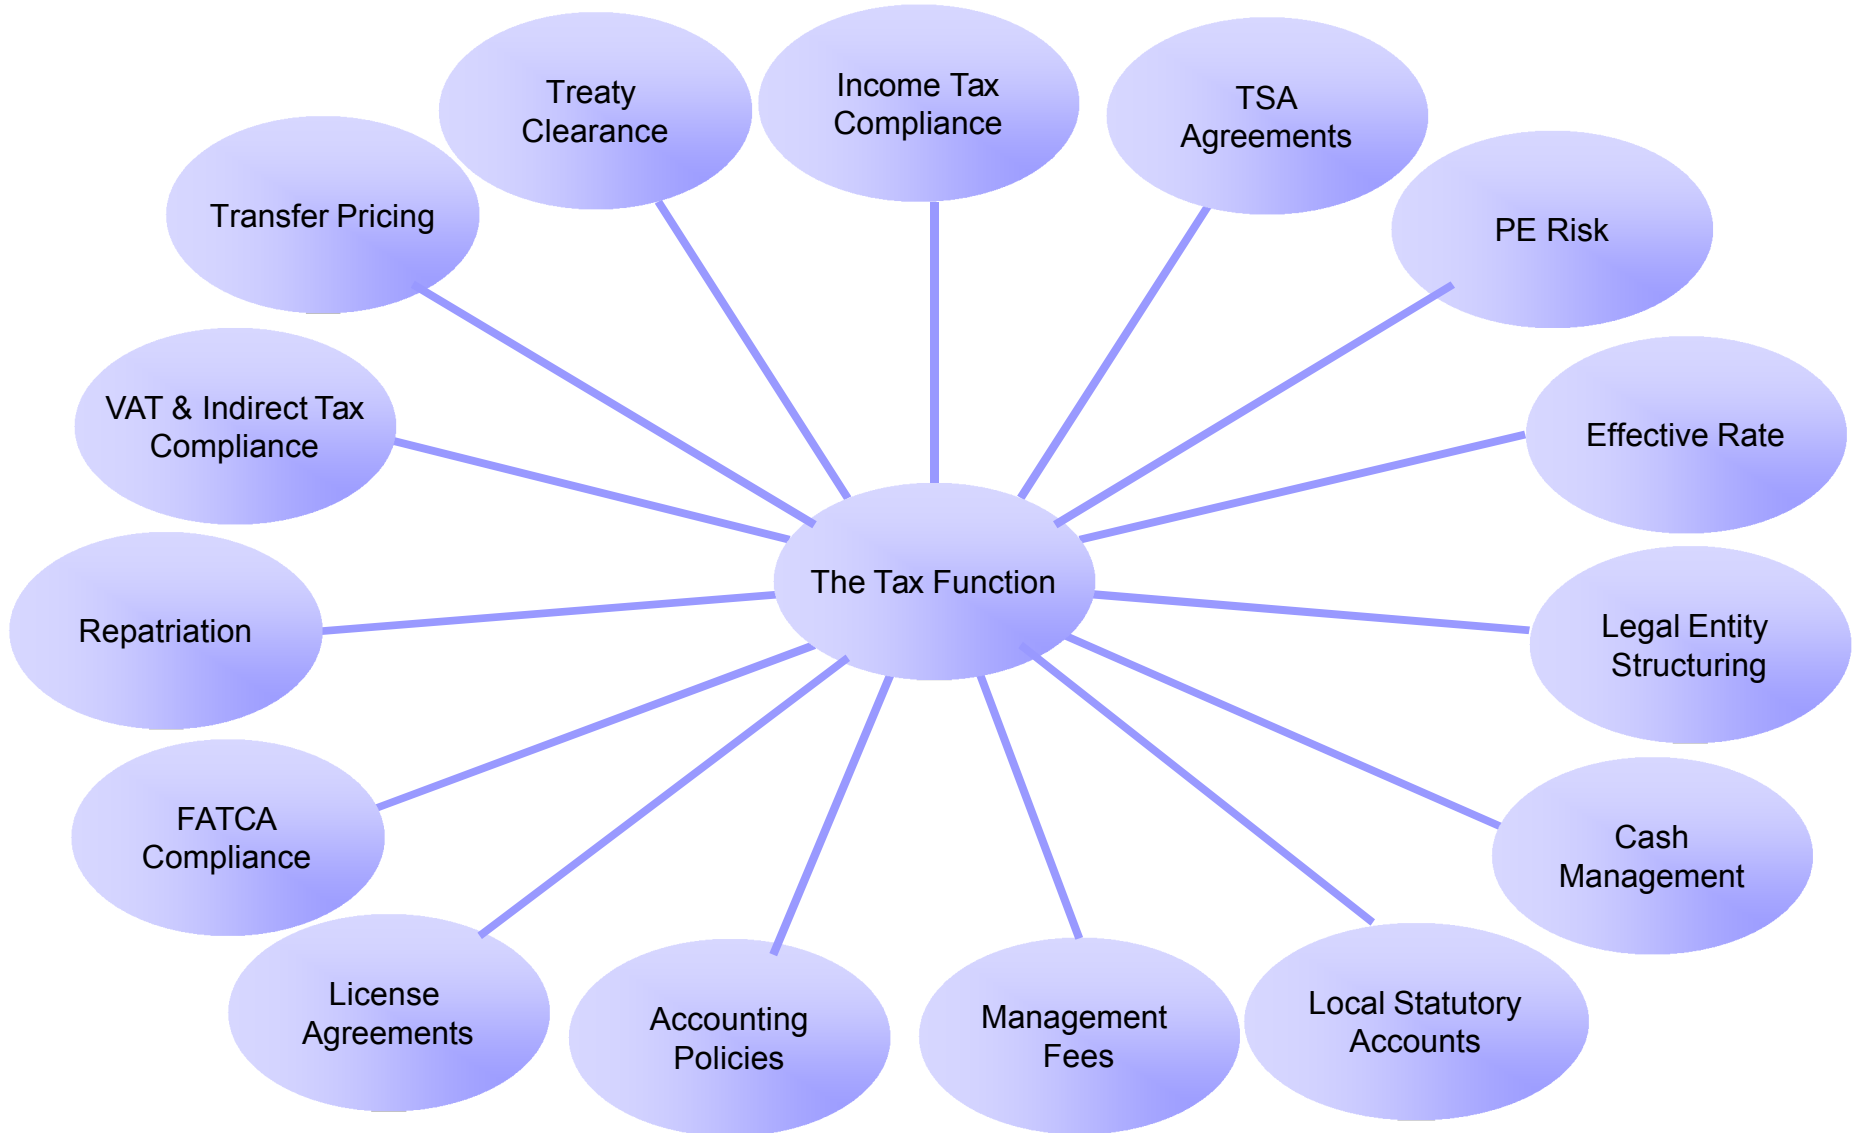 Treaty
Clearance
Income Tax
Compliance
TSA
Agreements
Transfer Pricing
PE Risk
VAT & Indirect Tax
Compliance
Effective Rate
The Tax Function
Repatriation
Legal Entity
Structuring
FATCA
Compliance
Cash
Management
License
Agreements
Accounting
Policies
Management
Fees
Local Statutory
Accounts